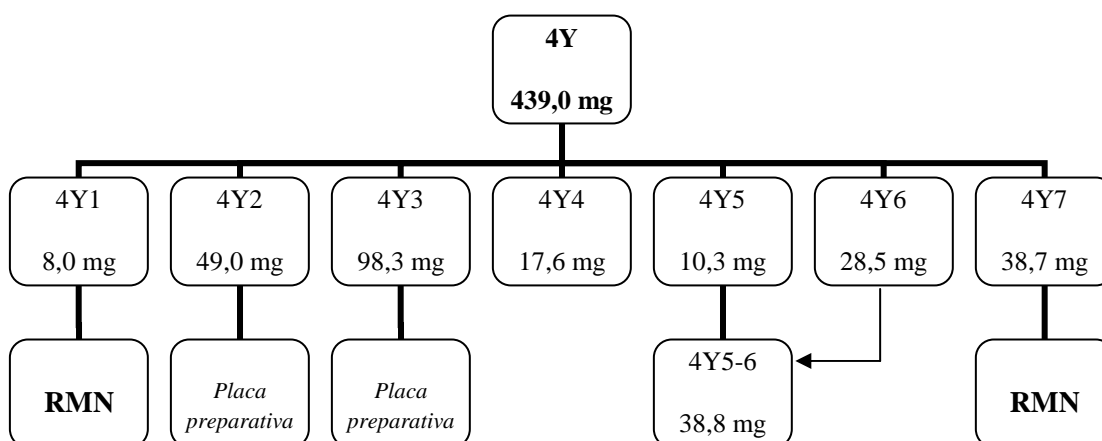 4Y
439,0 mg
4Y1
8,0 mg
4Y2
49,0 mg
4Y3
98,3 mg
4Y4
17,6 mg
4Y5
10,3 mg
4Y6
28,5 mg
4Y7
38,7 mg
RMN
Placa
preparativa
Placa
preparativa
4Y5-6
38,8 mg
RMN